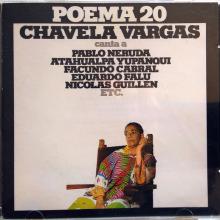 POEMA 20
CHAVELA VARGAS
canta a
PABLO NERUDA
ATAHUALPA YUPANQUI
FACUNDO CABRAL
EDUARDO FALU
NICOLAS GUILLEN
ETC.